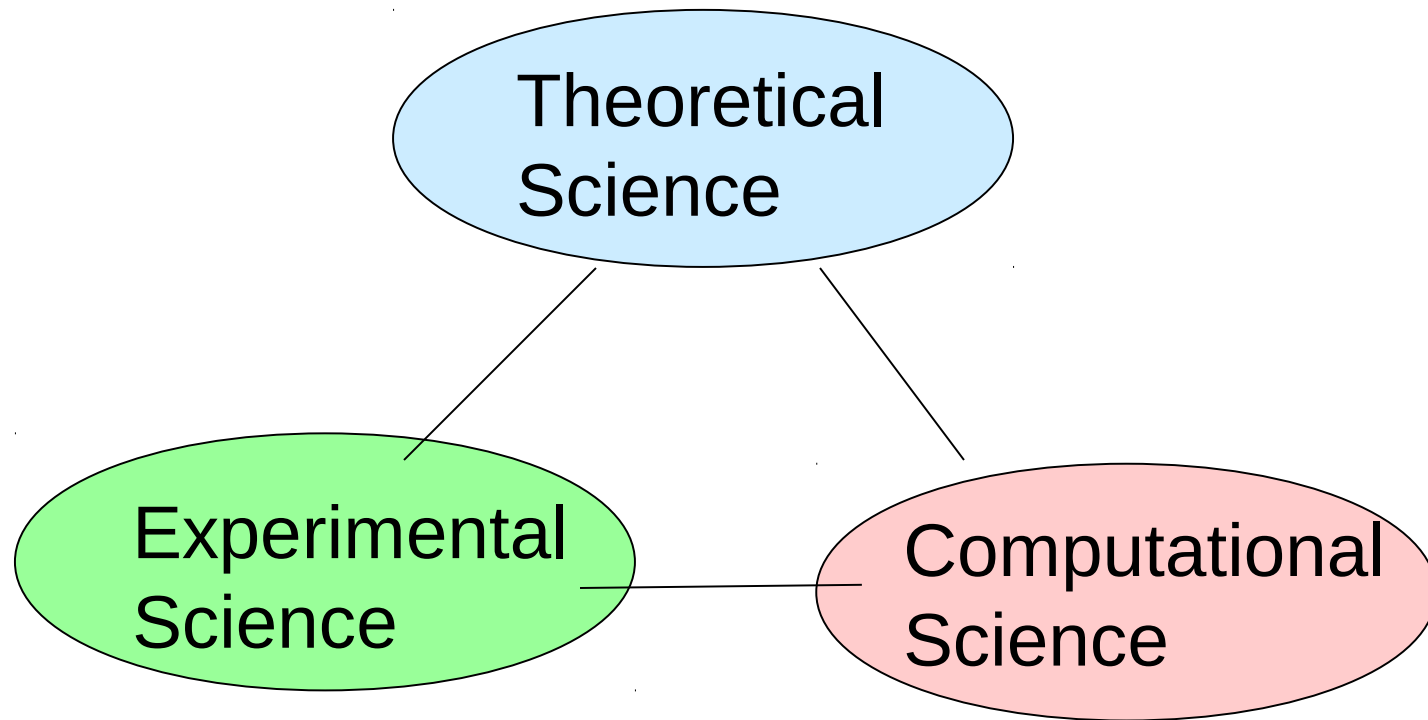 Theoretical
Science
Experimental
Science
Computational
Science